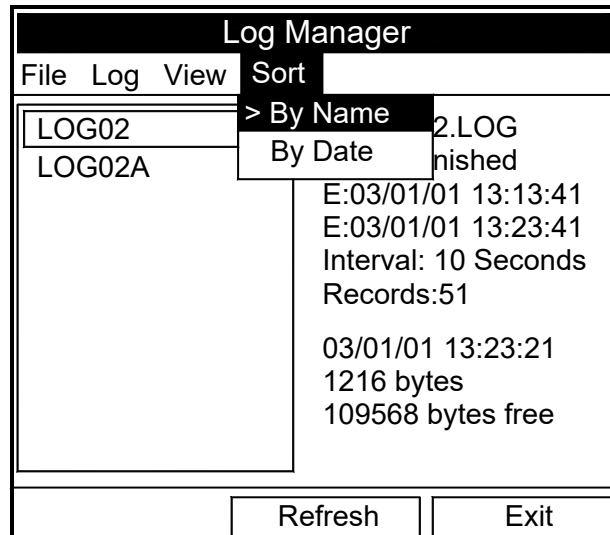 Log Manager
File Log View Sort
> By Name
By Date
LOG02
LOG02A
2.LOG
nished
E:03/01/01 13:13:41
E:03/01/01 13:23:41
Interval: 10 Seconds
Records:51
03/01/01 13:23:21
1216 bytes
109568 bytes free
Refresh
Exit